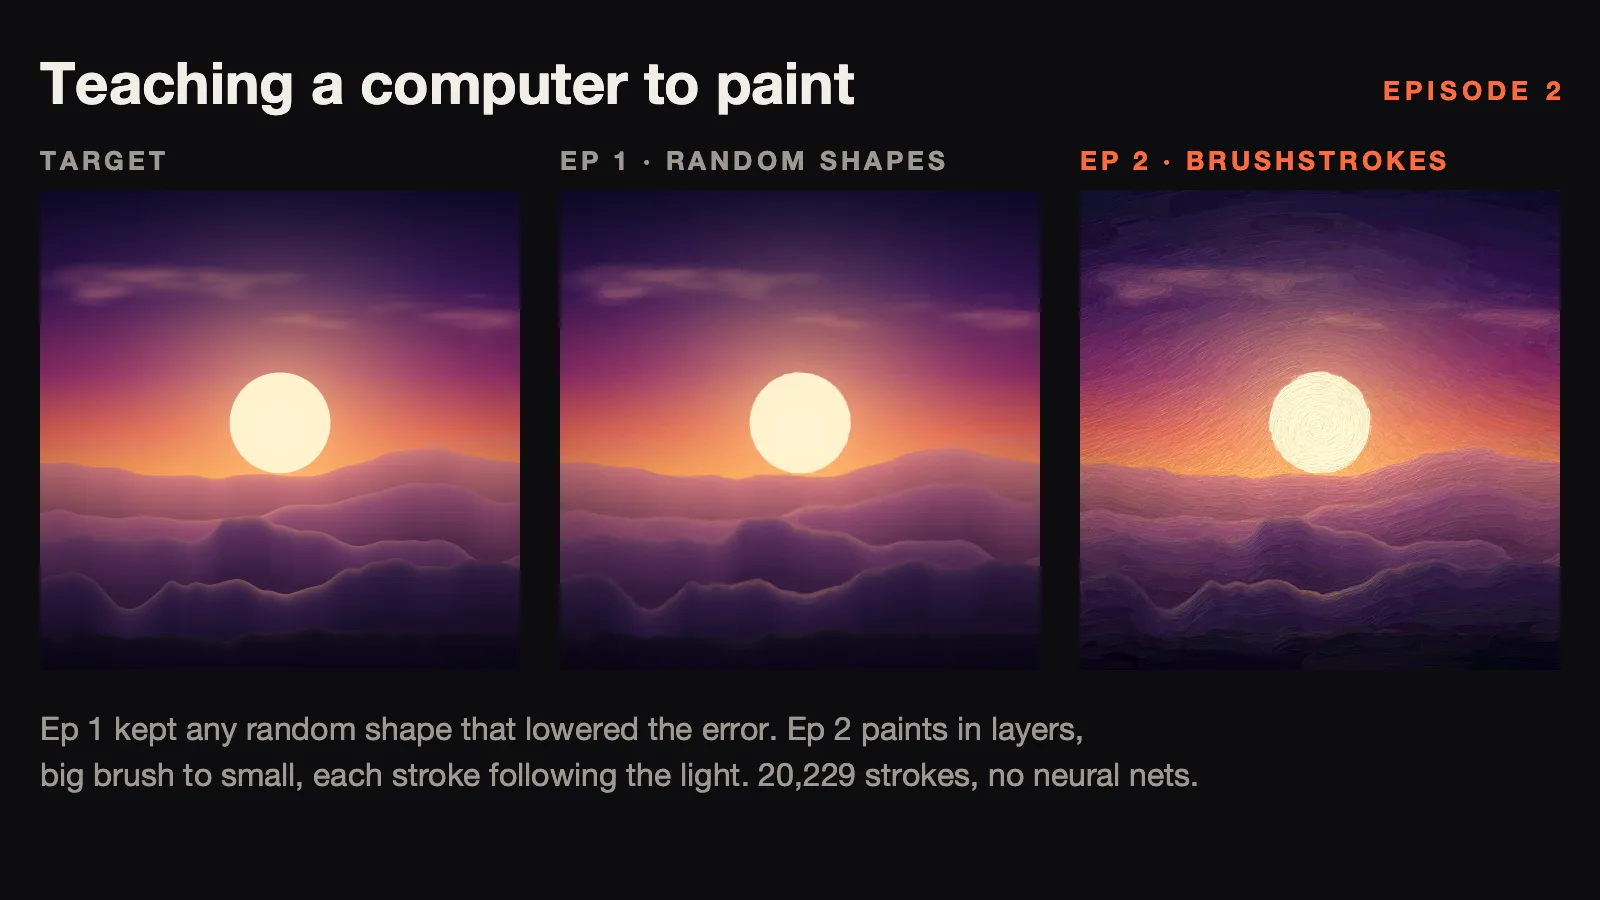 Teaching a computer to paint
EPISODE 2
TARGET
EP 1 · RANDOM SHAPES
EP 2 · BRUSHSTROKES
Ep 1 kept any random shape that lowered the error. Ep 2 paints in layers,
big brush to small, each stroke following the light. 20,229 strokes, no neural nets.